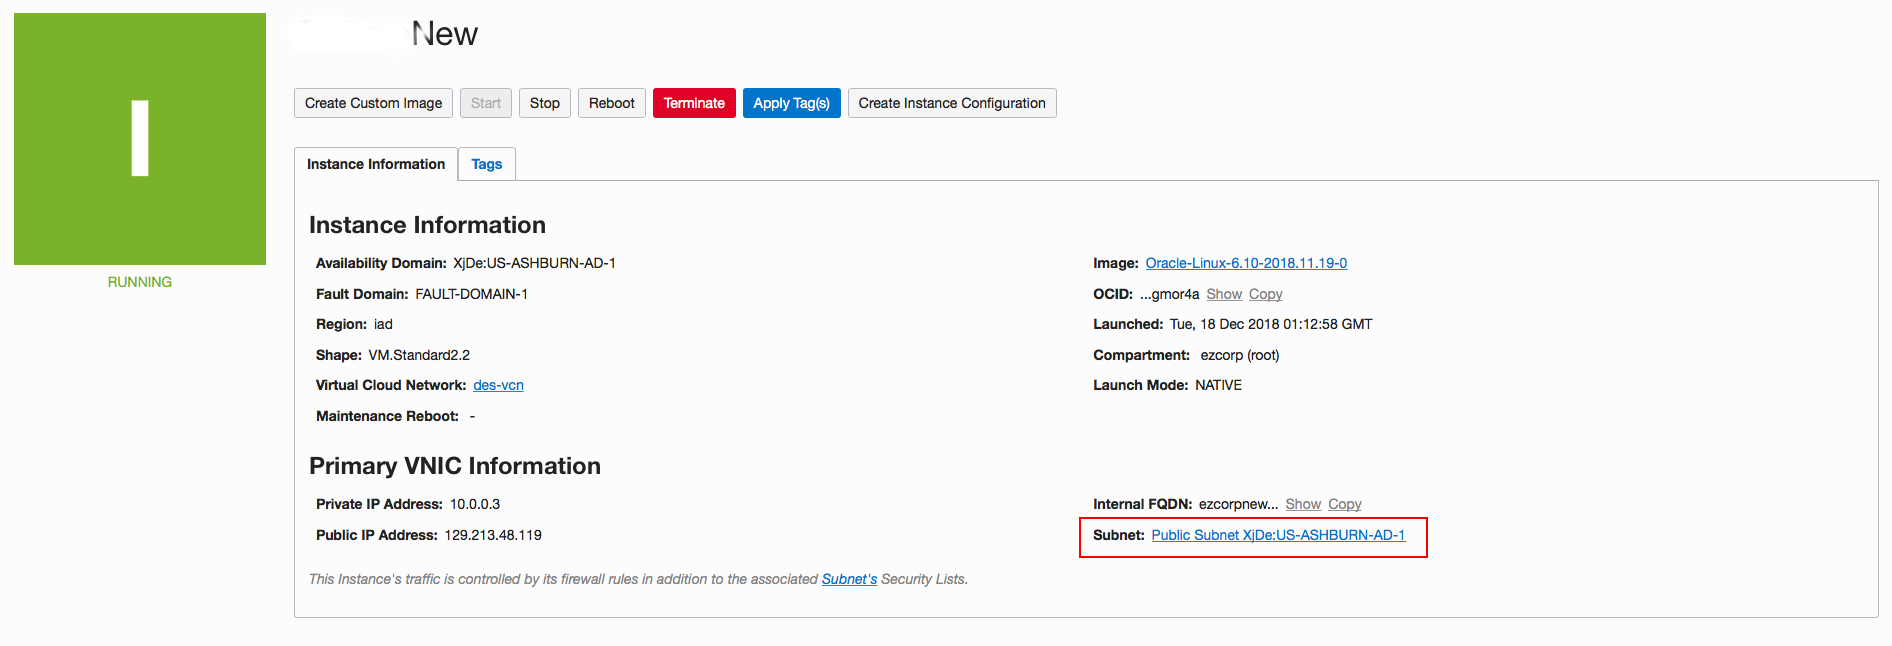 New
I
RUNNING
Create Custom Image Start Stop Reboot Terminate Apply Tag(s) Create Instance Configuration
Instance Information Tags
Instance Information
Availability Domain: XjDe:US-ASHBURN-AD-1
Fault Domain: FAULT-DOMAIN-1
Region: iad
Shape: VM.Standard2.2
Virtual Cloud Network: des-vcn
Maintenance Reboot: -
Image: Oracle-Linux-6.10-2018.11.19-0
OCID: ...gmor4a Show Copy
Launched: Tue, 18 Dec 2018 01:12:58 GMT
Compartment: ezcorp (root)
Launch Mode: NATIVE
Primary VNIC Information
Private IP Address: 10.0.0.3
Public IP Address: 129.213.48.119
Internal FQDN: ezcorpnew... Show Copy
Subnet: Public Subnet XjDe:US-ASHBURN-AD-1
This Instance's traffic is controlled by its firewall rules in addition to the associated Subnet's Security Lists.